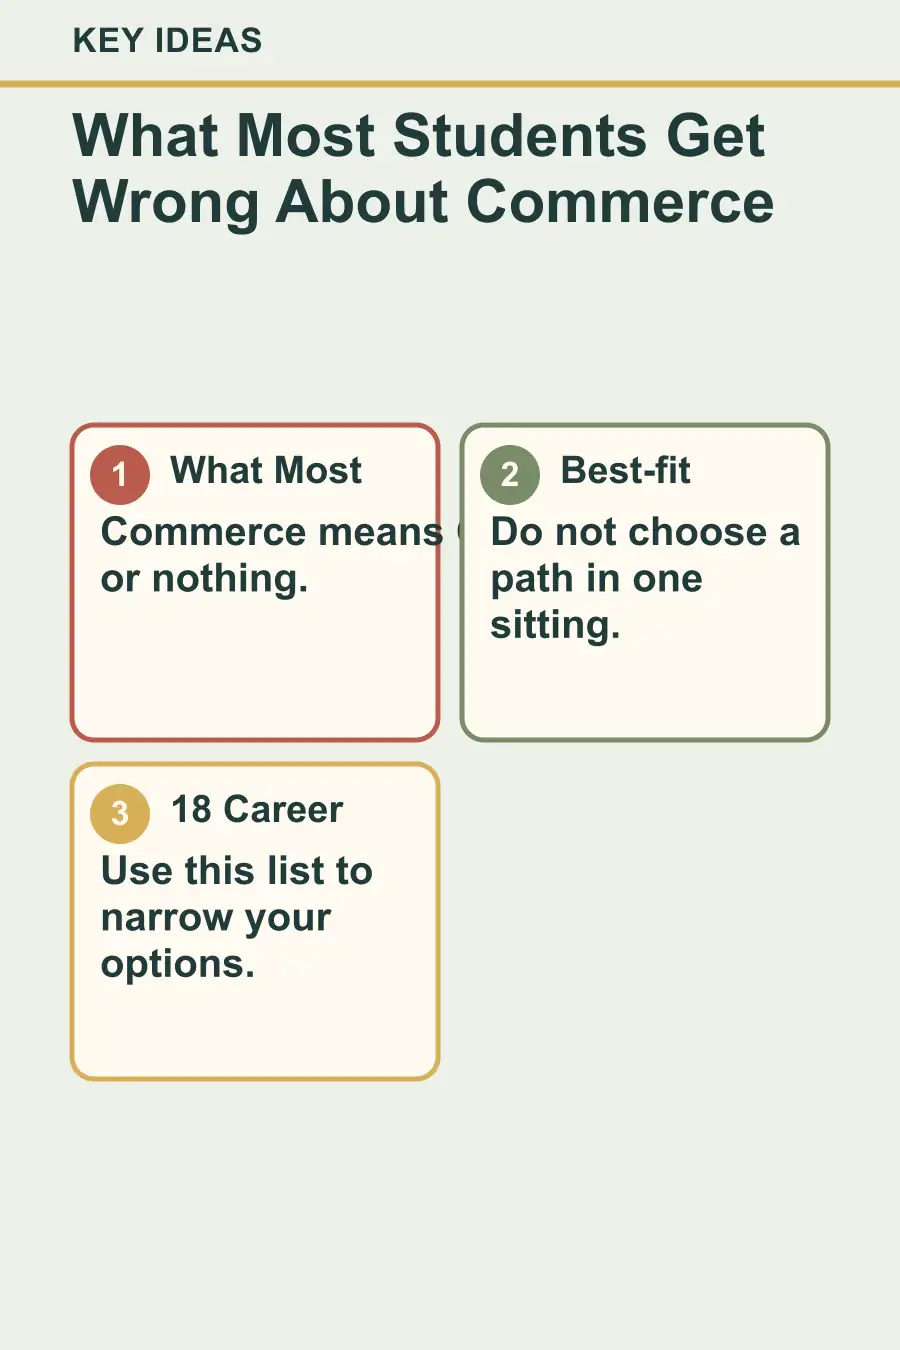 KEY IDEAS
What Most Students Get
Wrong About Commerce
1 What Most
Commerce means
or nothing.
2 Best-fit
Do not choose a
path in one
sitting.
3 18 Career
Use this list to
narrow your
options.